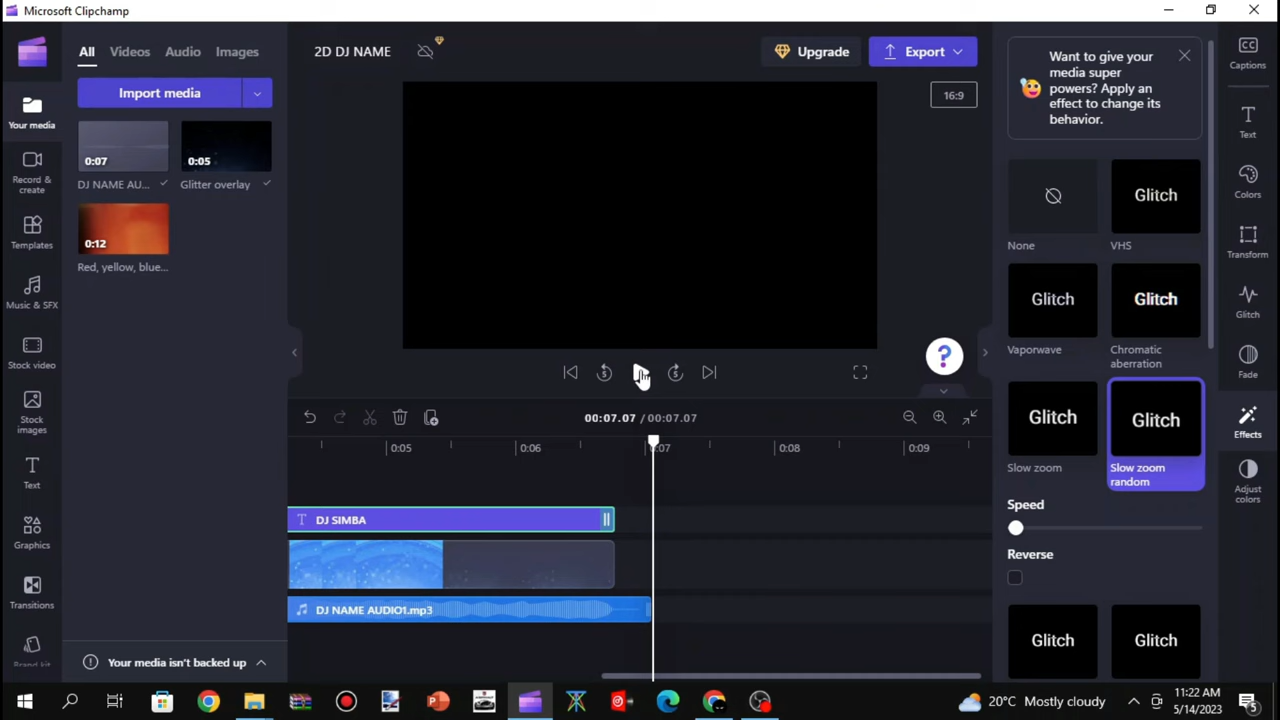 Microsoft Clipchamp
All
Videos
Audio
Images
2D DJ NAME
Upgrade
Export
Import media
16:9
0:07
0:05
DJ NAME AU...
Glitter overlay
0:12
Red, yellow, blue...
Your media
Record &
create
Templates
Music & SFX
Stock video
Stock
images
Text
Graphics
Transitions
Brand kit
Your media isn't backed up
5
5
?
00:07.07 / 00:07.07
0:05
0:06
0:07
0:08
0:09
T DJ SIMBA
DJ NAME AUDIO1.mp3
Want to give your
media super
powers? Apply an
effect to change its
behavior.
Glitch
None
VHS
Glitch
Glitch
Vaporwave
Chromatic
aberration
Glitch
Glitch
Slow zoom
Slow zoom
random
Speed
Reverse
Glitch
Glitch
CC
Captions
Text
Colors
Transform
Glitch
Fade
Effects
Adjust
colors
20°C Mostly cloudy
11:22 AM
5/14/2023
5